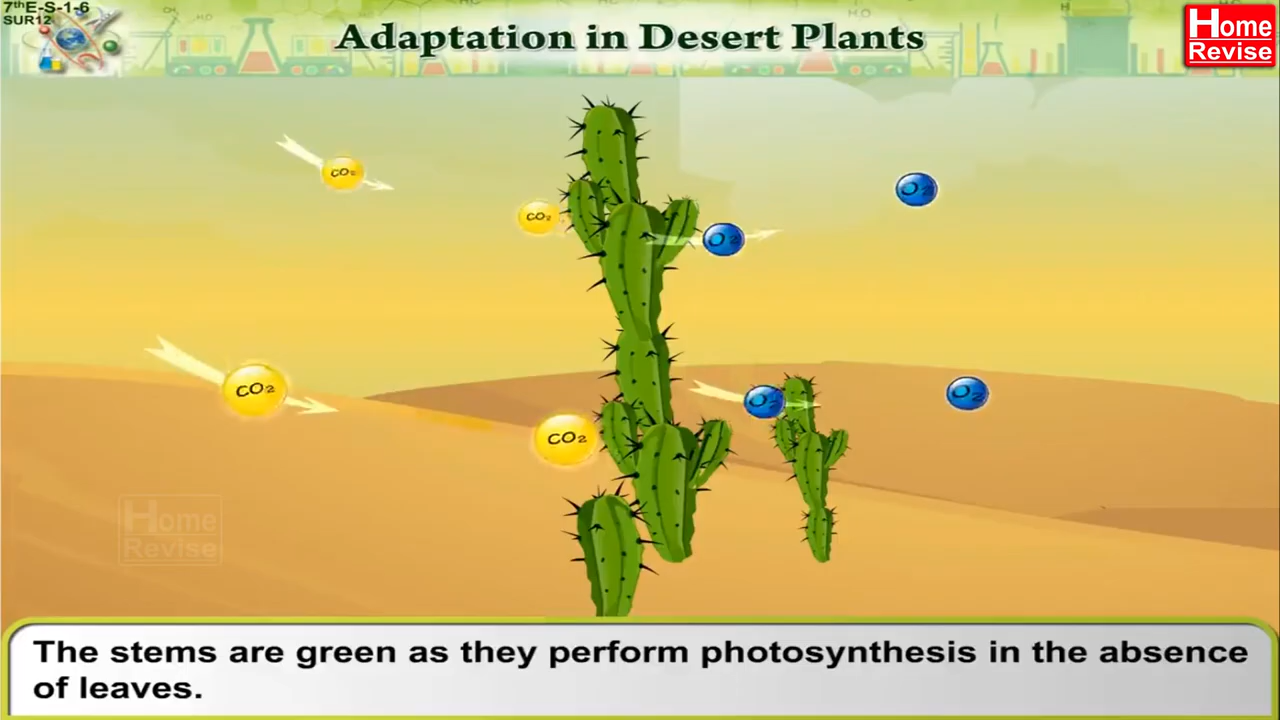 7thE-S-1-6
SUR12
Adaptation in Desert Plants
Home
Revise
CO2
CO2
O2
O2
CO2
O2
O2
CO2
Home
Revise
The stems are green as they perform photosynthesis in the absence
of leaves.